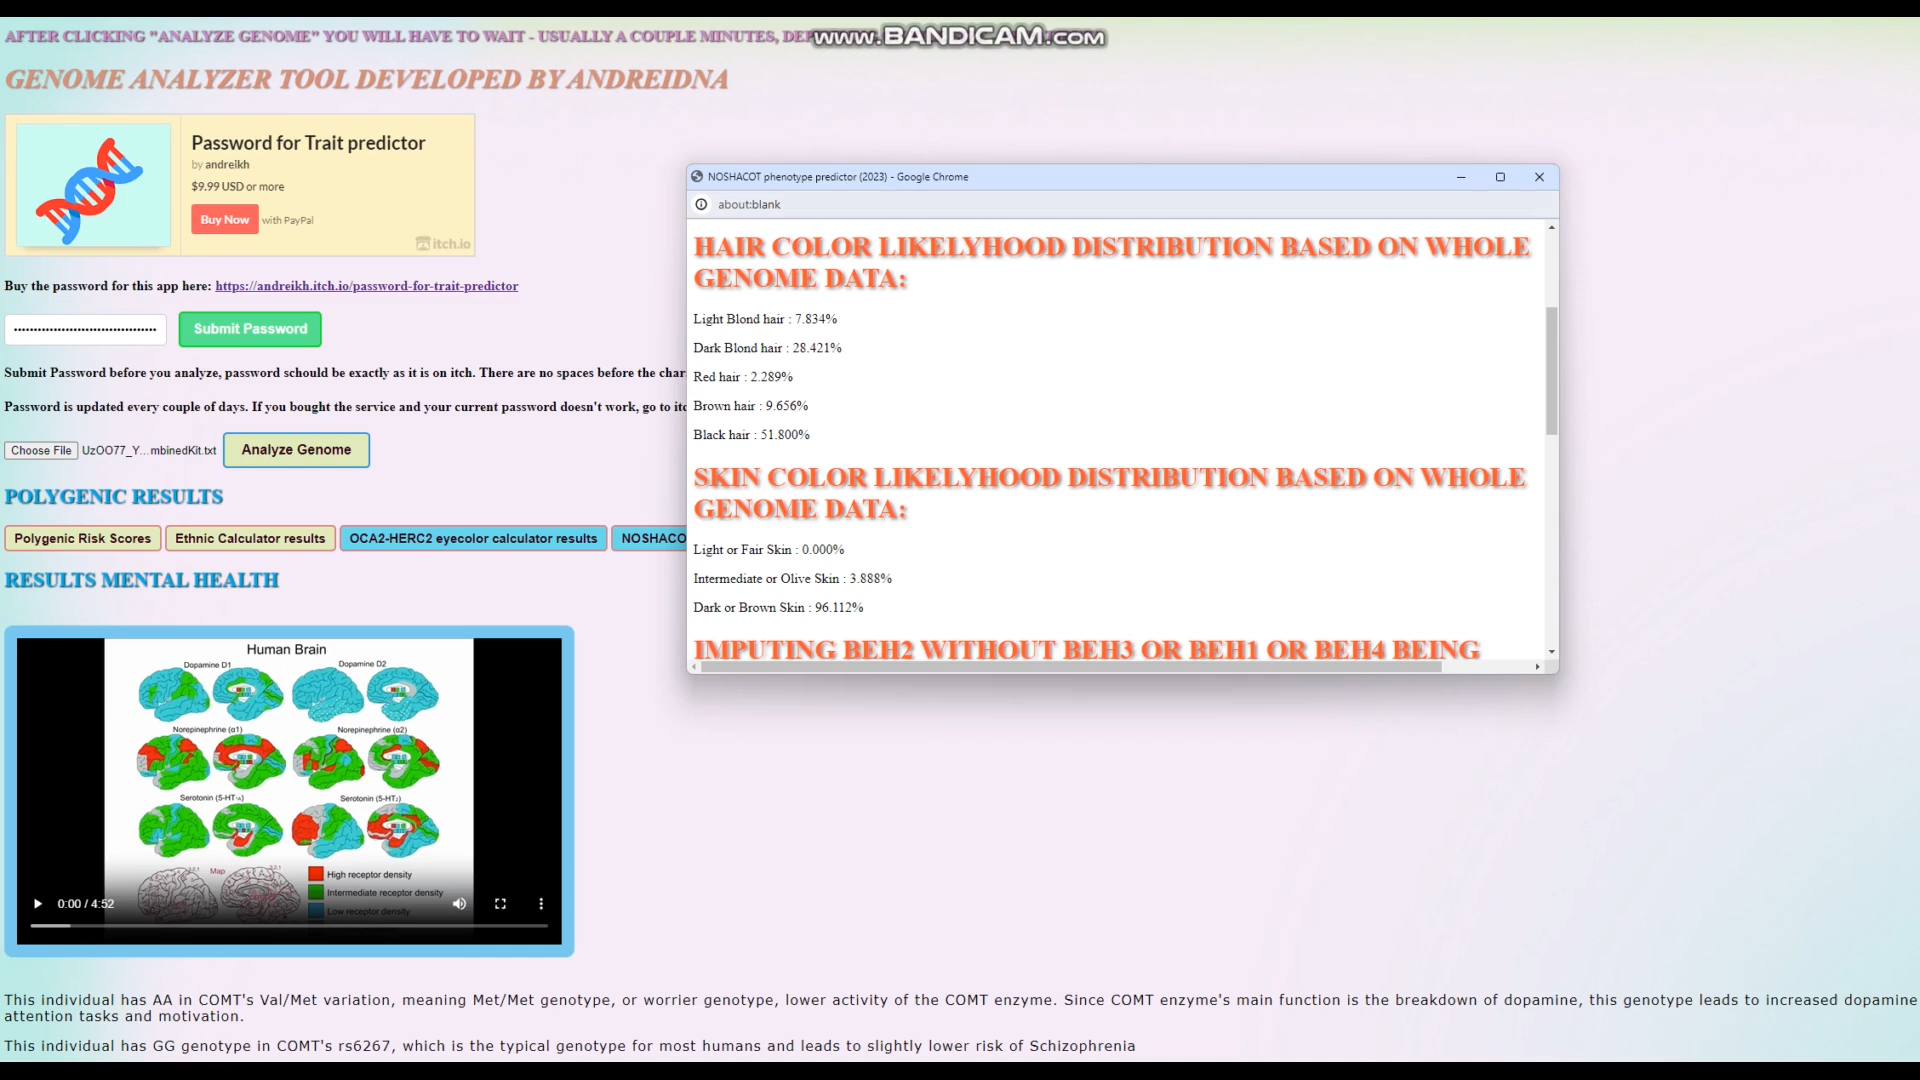 AFTER CLICKING "ANALYZE GENOME" YOU WILL HAVE TO WAIT - USUALLY A COUPLE MINUTES,
www.BANDICAM.com
GENOME ANALYZER TOOL DEVELOPED BY ANDREIDNA
Password for Trait predictor
by andreikh
$9.99 USD or more
Buy Now with PayPal
itch.io
Buy the password for this app here: https://andreikh.itch.io/password-for-trait-predictor
Submit Password
Submit Password before you analyze, password schould be exactly as it is on itch. There are no spaces before the
Password is updated every couple of days. If you bought the service and your current password doesn't work, go to
Choose File UzOO77_Y...mbinedKit.txt Analyze Genome
POLYGENIC RESULTS
Polygenic Risk Scores Ethnic Calculator results OCA2-HERC2 eyecolor calculator results NOSHACO
RESULTS MENTAL HEALTH
Human Brain
Dopamine D1 Dopamine D2
Norepinephrine (α1) Norepinephrine (α2)
Serotonin (5-HT1A) Serotonin (5-HT2)
Map
High receptor density
Intermediate receptor density
Low receptor density
0:00 / 4:52
This individual has AA in COMT's Val/Met variation, meaning Met/Met genotype, or worrier genotype, lower activity of the COMT enzyme. Since COMT enzyme's main function is the breakdown of dopamine, this genotype leads to increased dopamine
attention tasks and motivation.
This individual has GG genotype in COMT's rs6267, which is the typical genotype for most humans and leads to slightly lower risk of Schizophrenia
NOSHACOT phenotype predictor (2023) - Google Chrome
about:blank
HAIR COLOR LIKELYHOOD DISTRIBUTION BASED ON WHOLE
GENOME DATA:
Light Blond hair : 7.834%
Dark Blond hair : 28.421%
Red hair : 2.289%
Brown hair : 9.656%
Black hair : 51.800%
SKIN COLOR LIKELYHOOD DISTRIBUTION BASED ON WHOLE
GENOME DATA:
Light or Fair Skin : 0.000%
Intermediate or Olive Skin : 3.888%
Dark or Brown Skin : 96.112%
IMPUTING BEH2 WITHOUT BEH3 OR BEH1 OR BEH4 BEING